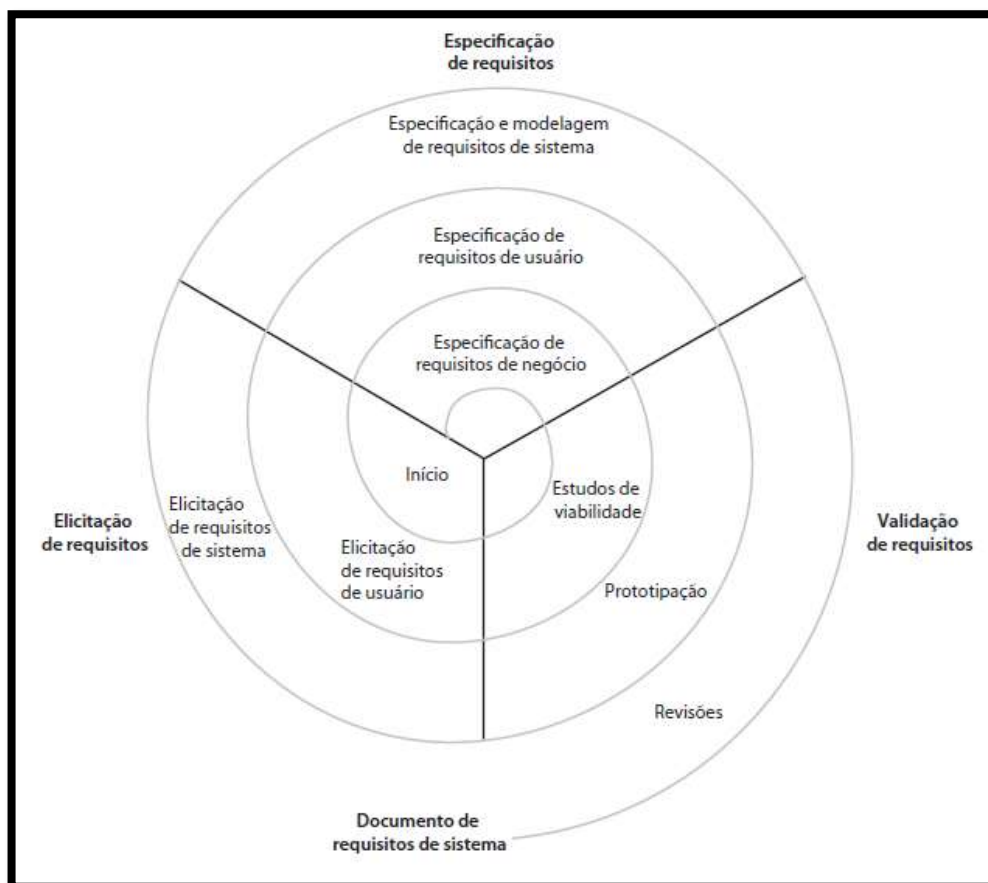 Especificação
de requisitos
Especificação e modelagem
de requisitos de sistema
Especificação de
requisitos de usuário
Especificação de
requisitos de negócio
Início
Estudos de
viabilidade
Elicitação
de requisitos
Elicitação
de requisitos
de sistema
Elicitação
de requisitos
de usuário
Validação
de requisitos
Prototipação
Revisões
Documento de
requisitos de sistema